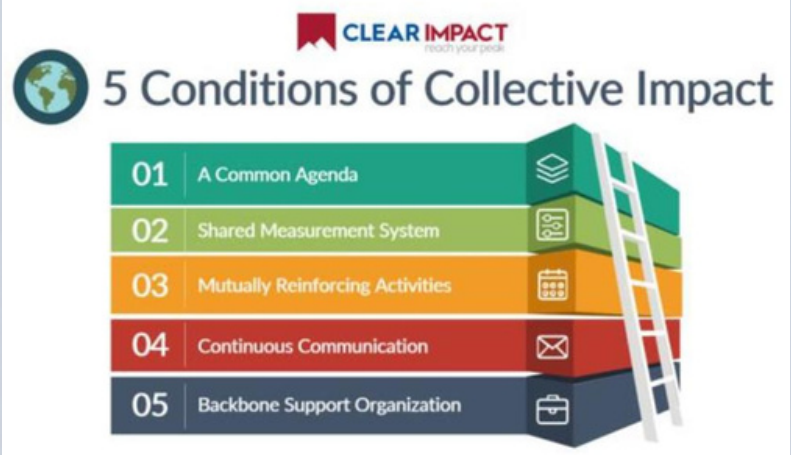 CLEAR IMPACT
reach your peak
5 Conditions of Collective Impact
01 A Common Agenda
02 Shared Measurement System
03 Mutually Reinforcing Activities
04 Continuous Communication
05 Backbone Support Organization